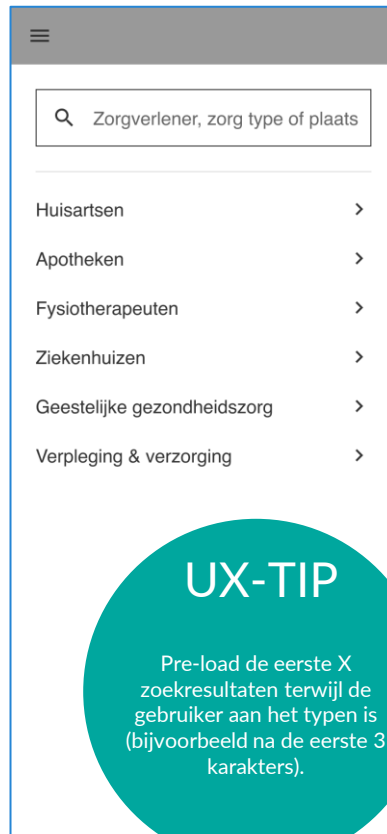 Zorgverlener, zorg type of plaats
Huisartsen
Apotheken
Fysiotherapeuten
Ziekenhuizen
Geestelijke gezondheidszorg
Verpleging & verzorging
UX-TIP
Pre-load de eerste X
zoekresultaten terwijl de
gebruiker aan het typen is
(bijvoorbeeld na de eerste 3
karakters).